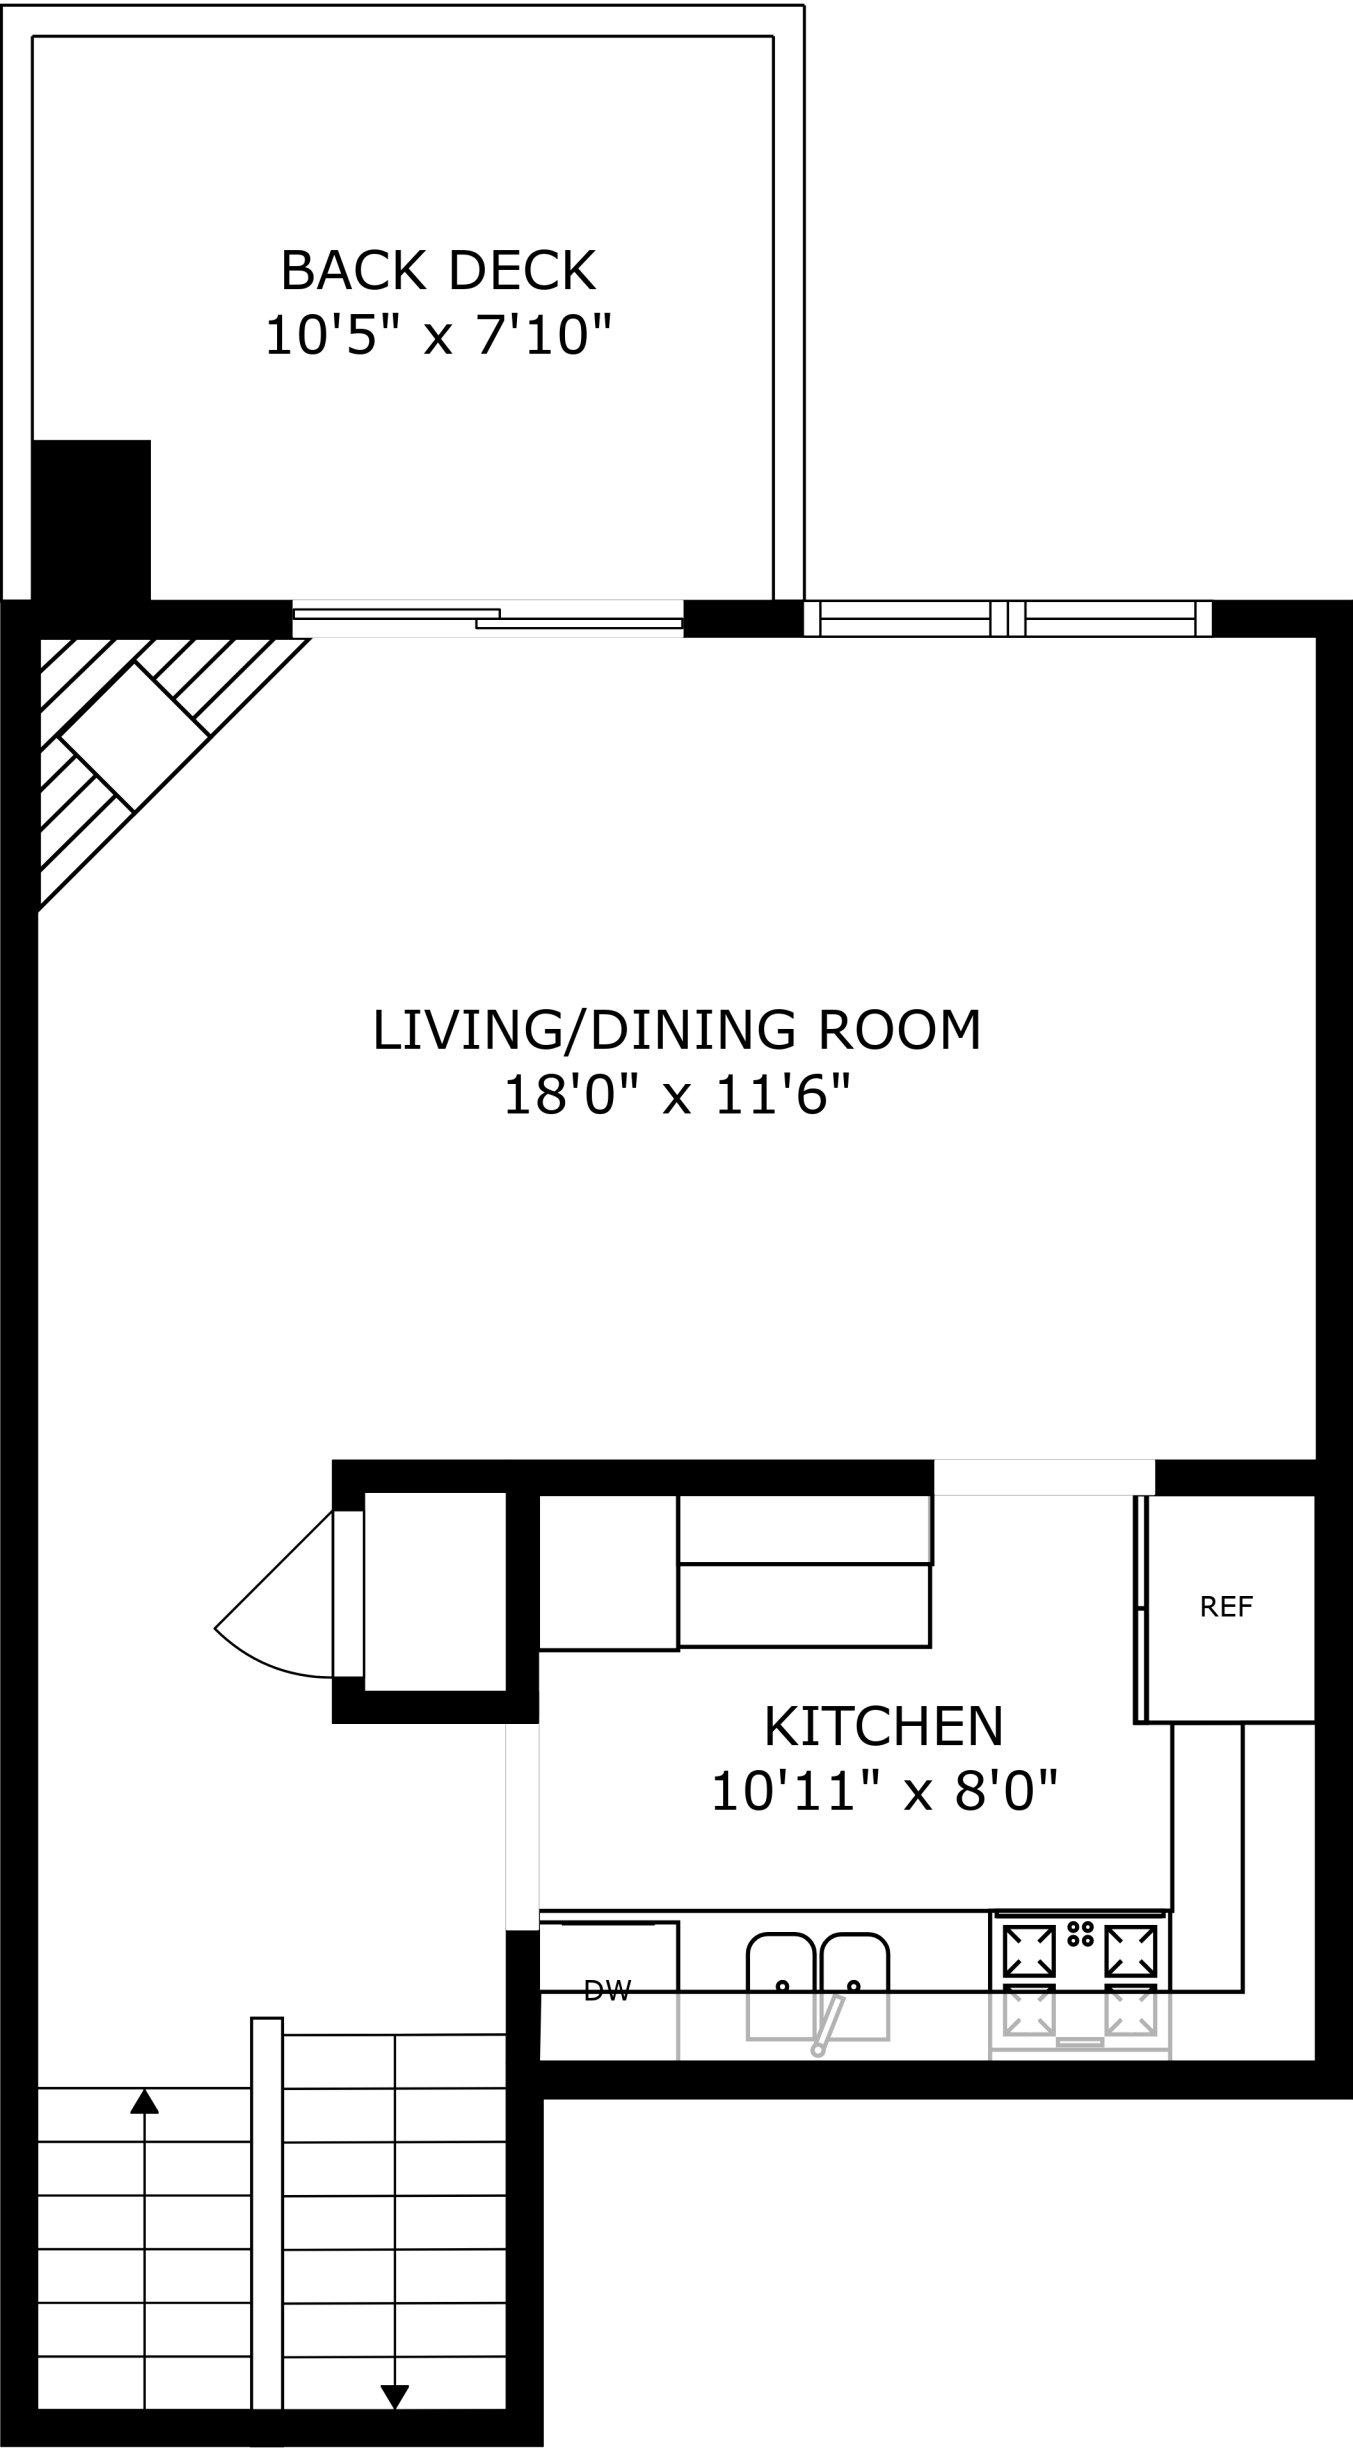 BACK DECK
10'5" x 7'10"
LIVING/DINING ROOM
18'0" x 11'6"
REF
KITCHEN
10'11" x 8'0"
DW